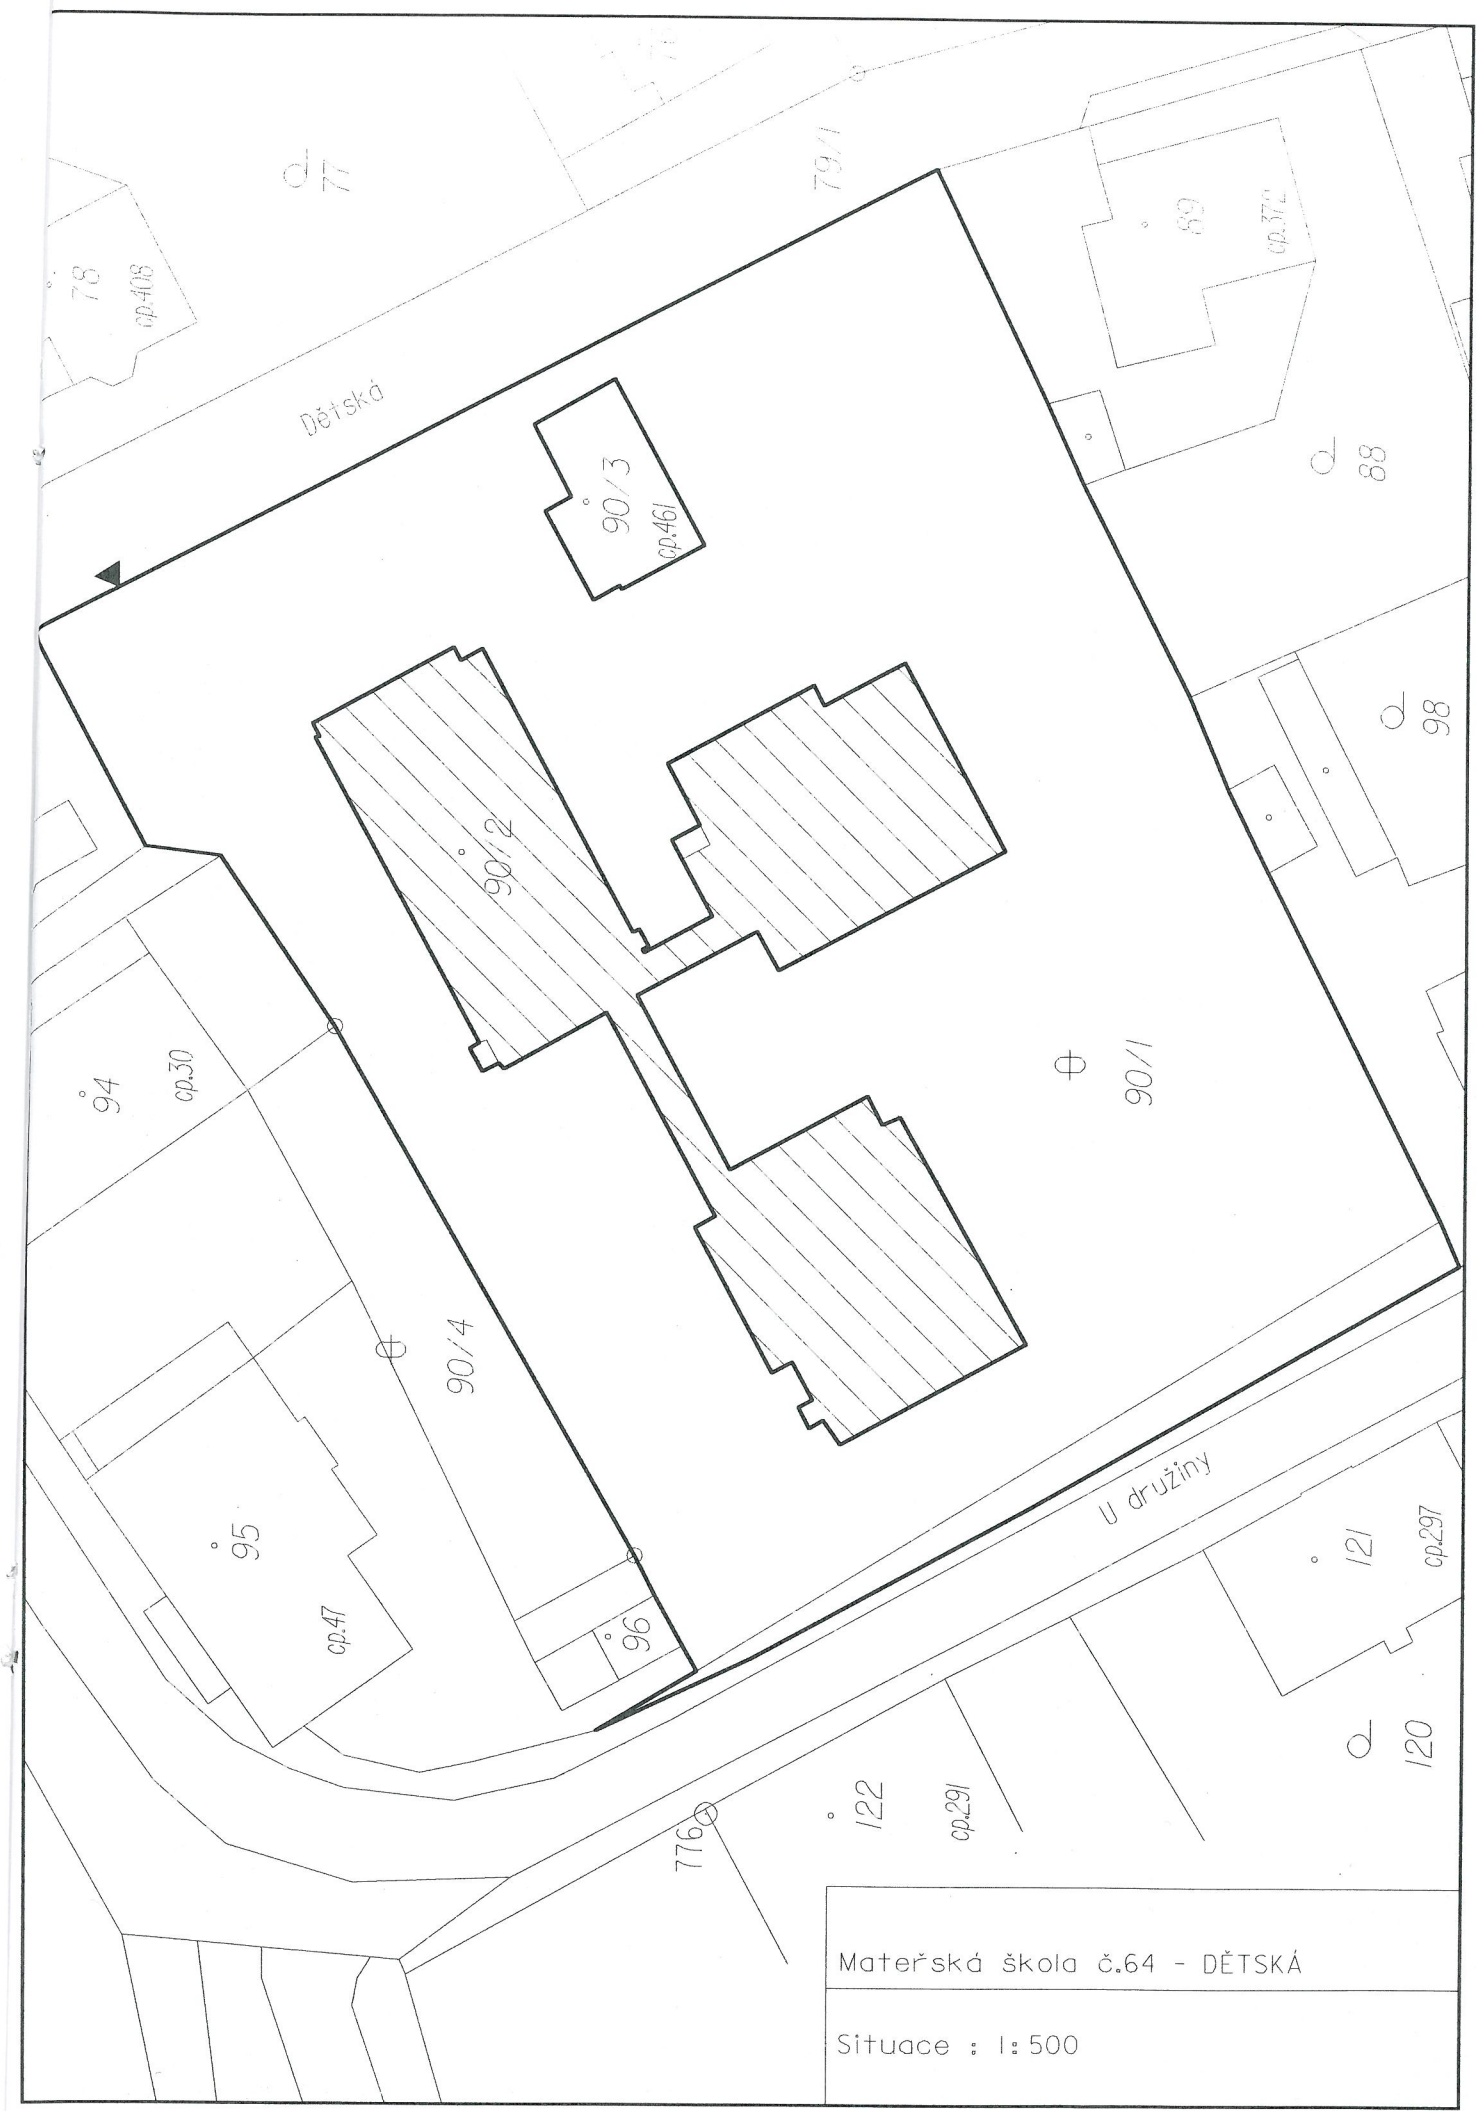 77
79/1
78
cp.408
89
cp.372
Dětská
90/3
cp.461
88
98
90/2
94
cp.30
90/1
90/4
95
cp.47
96
U družiny
121
cp.297
120
122
cp.291
776
Mateřská škola č.64 - DĚTSKÁ
Situace : 1:500